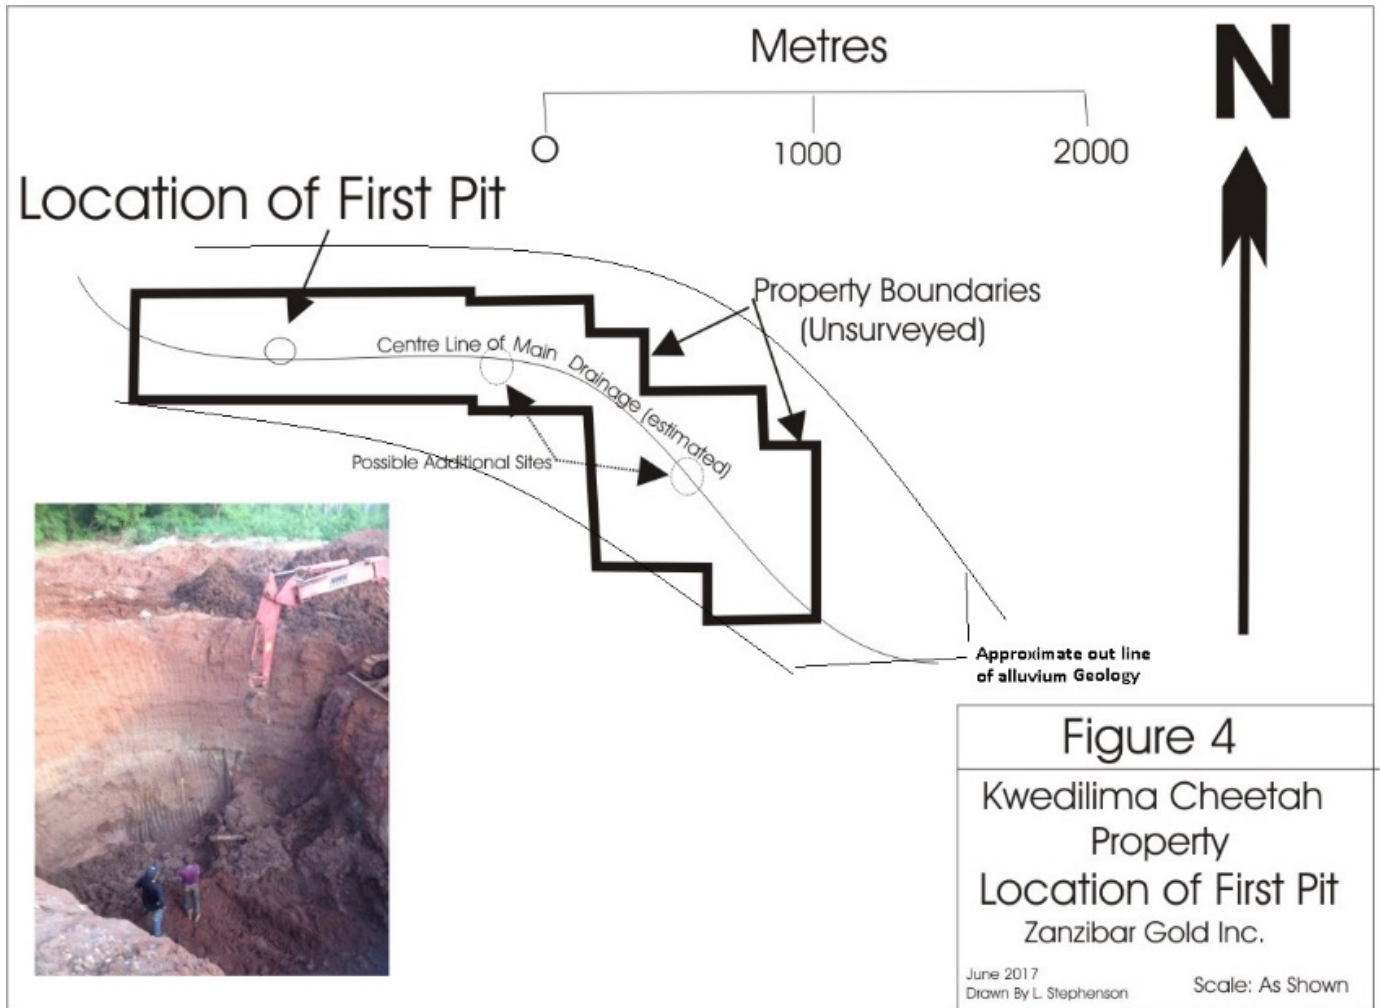 Metres
O 1000 2000
N
Location of First Pit
Property Boundaries
(Unsurveyed)
Centre Line of Main Drainage (estimated)
Possible Additional Sites
Approximate out line
of alluvium Geology
Figure 4
Kwedilima Cheetah
Property
Location of First Pit
Zanzibar Gold Inc.
June 2017
Drawn By L. Stephenson
Scale: As Shown